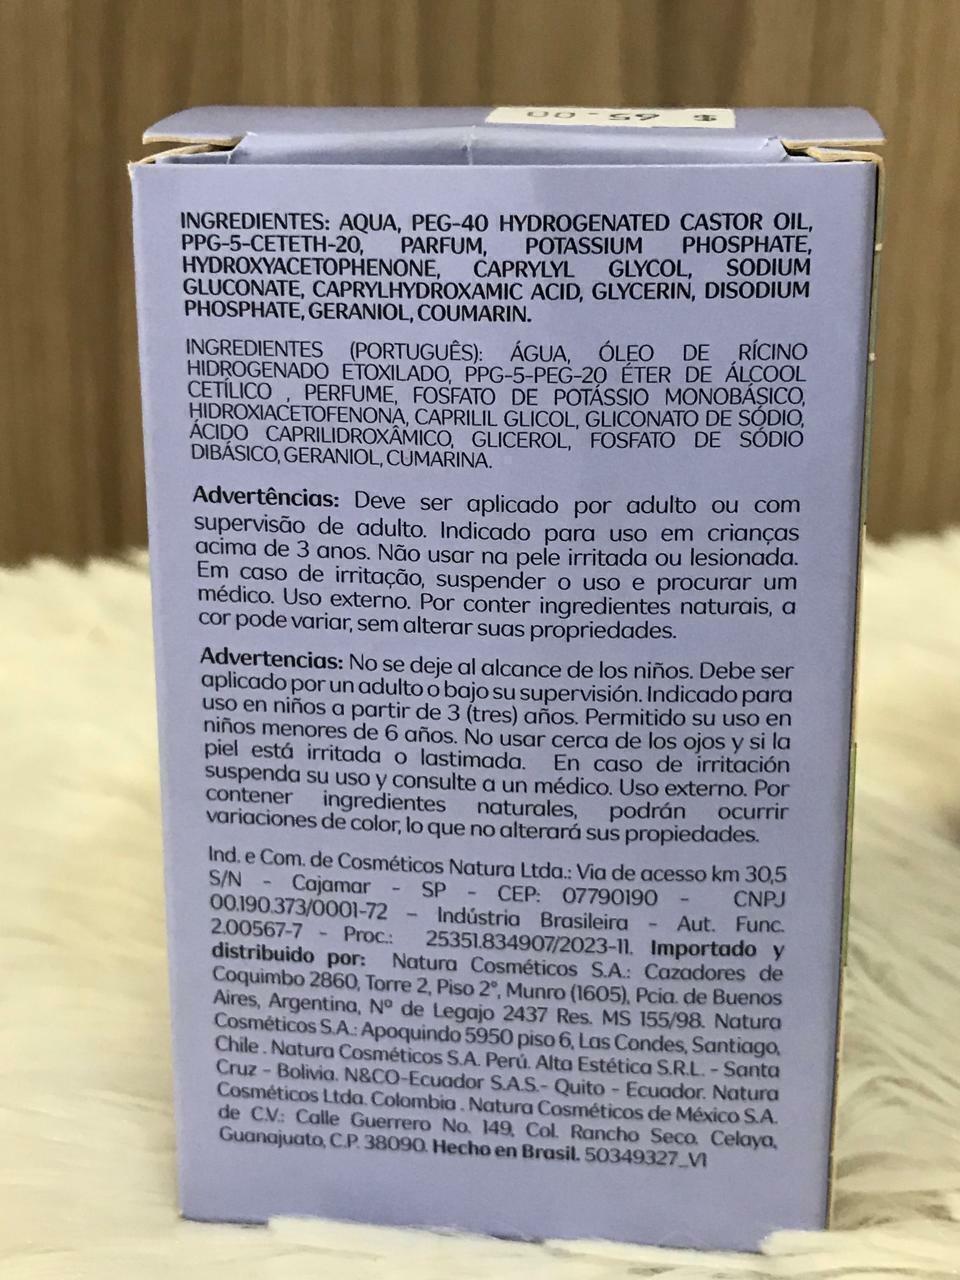 $ 65.00
INGREDIENTES: AQUA, PEG-40 HYDROGENATED CASTOR OIL,
PPG-5-CETETH-20, PARFUM, POTASSIUM PHOSPHATE,
HYDROXYACETOPHENONE, CAPRYLYL GLYCOL, SODIUM
GLUCONATE, CAPRYLHYDROXAMIC ACID, GLYCERIN, DISODIUM
PHOSPHATE, GERANIOL, COUMARIN.
INGREDIENTES (PORTUGUÊS): ÁGUA, ÓLEO DE RÍCINO
HIDROGENADO ETOXILADO, PPG-5-PEG-20 ÉTER DE ÁLCOOL
CETÍLICO , PERFUME, FOSFATO DE POTÁSSIO MONOBÁSICO,
HIDROXIACETOFENONA, CAPRILIL GLICOL, GLICONATO DE SÓDIO,
ÁCIDO CAPRILIDROXÂMICO, GLICEROL, FOSFATO DE SÓDIO
DIBÁSICO, GERANIOL, CUMARINA.
Advertências: Deve ser aplicado por adulto ou com
supervisão de adulto. Indicado para uso em crianças
acima de 3 anos. Não usar na pele irritada ou lesionada.
Em caso de irritação, suspender o uso e procurar um
médico. Uso externo. Por conter ingredientes naturais, a
cor pode variar, sem alterar suas propriedades.
Advertencias: No se deje al alcance de los niños. Debe ser
aplicado por un adulto o bajo su supervisión. Indicado para
uso en niños a partir de 3 (tres) años. Permitido su uso en
niños menores de 6 años. No usar cerca de los ojos y si la
piel está irritada o lastimada. En caso de irritación
suspenda su uso y consulte a un médico. Uso externo. Por
contener ingredientes naturales, podrán ocurrir
variaciones de color, lo que no alterará sus propiedades.
Ind. e Com. de Cosméticos Natura Ltda.: Via de acesso km 30,5
S/N - Cajamar - SP - CEP: 07790190 - CNPJ
00.190.373/0001-72 - Indústria Brasileira - Aut. Func.
2.00567-7 - Proc.: 25351.834907/2023-11. Importado y
distribuido por: Natura Cosméticos S.A.: Cazadores de
Coquimbo 2860, Torre 2, Piso 2°, Munro (1605), Pcia. de Buenos
Aires, Argentina, Nº de Legajo 2437 Res. MS 155/98. Natura
Cosméticos S.A.: Apoquindo 5950 piso 6, Las Condes, Santiago,
Chile . Natura Cosméticos S.A. Perú. Alta Estética S.R.L. - Santa
Cruz - Bolivia. N&CO-Ecuador S.A.S.- Quito - Ecuador. Natura
Cosméticos Ltda. Colombia . Natura Cosméticos de México S.A.
de C.V.: Calle Guerrero No. 149, Col. Rancho Seco. Celaya,
Guanajuato, C.P. 38090. Hecho en Brasil. 50349327_V1